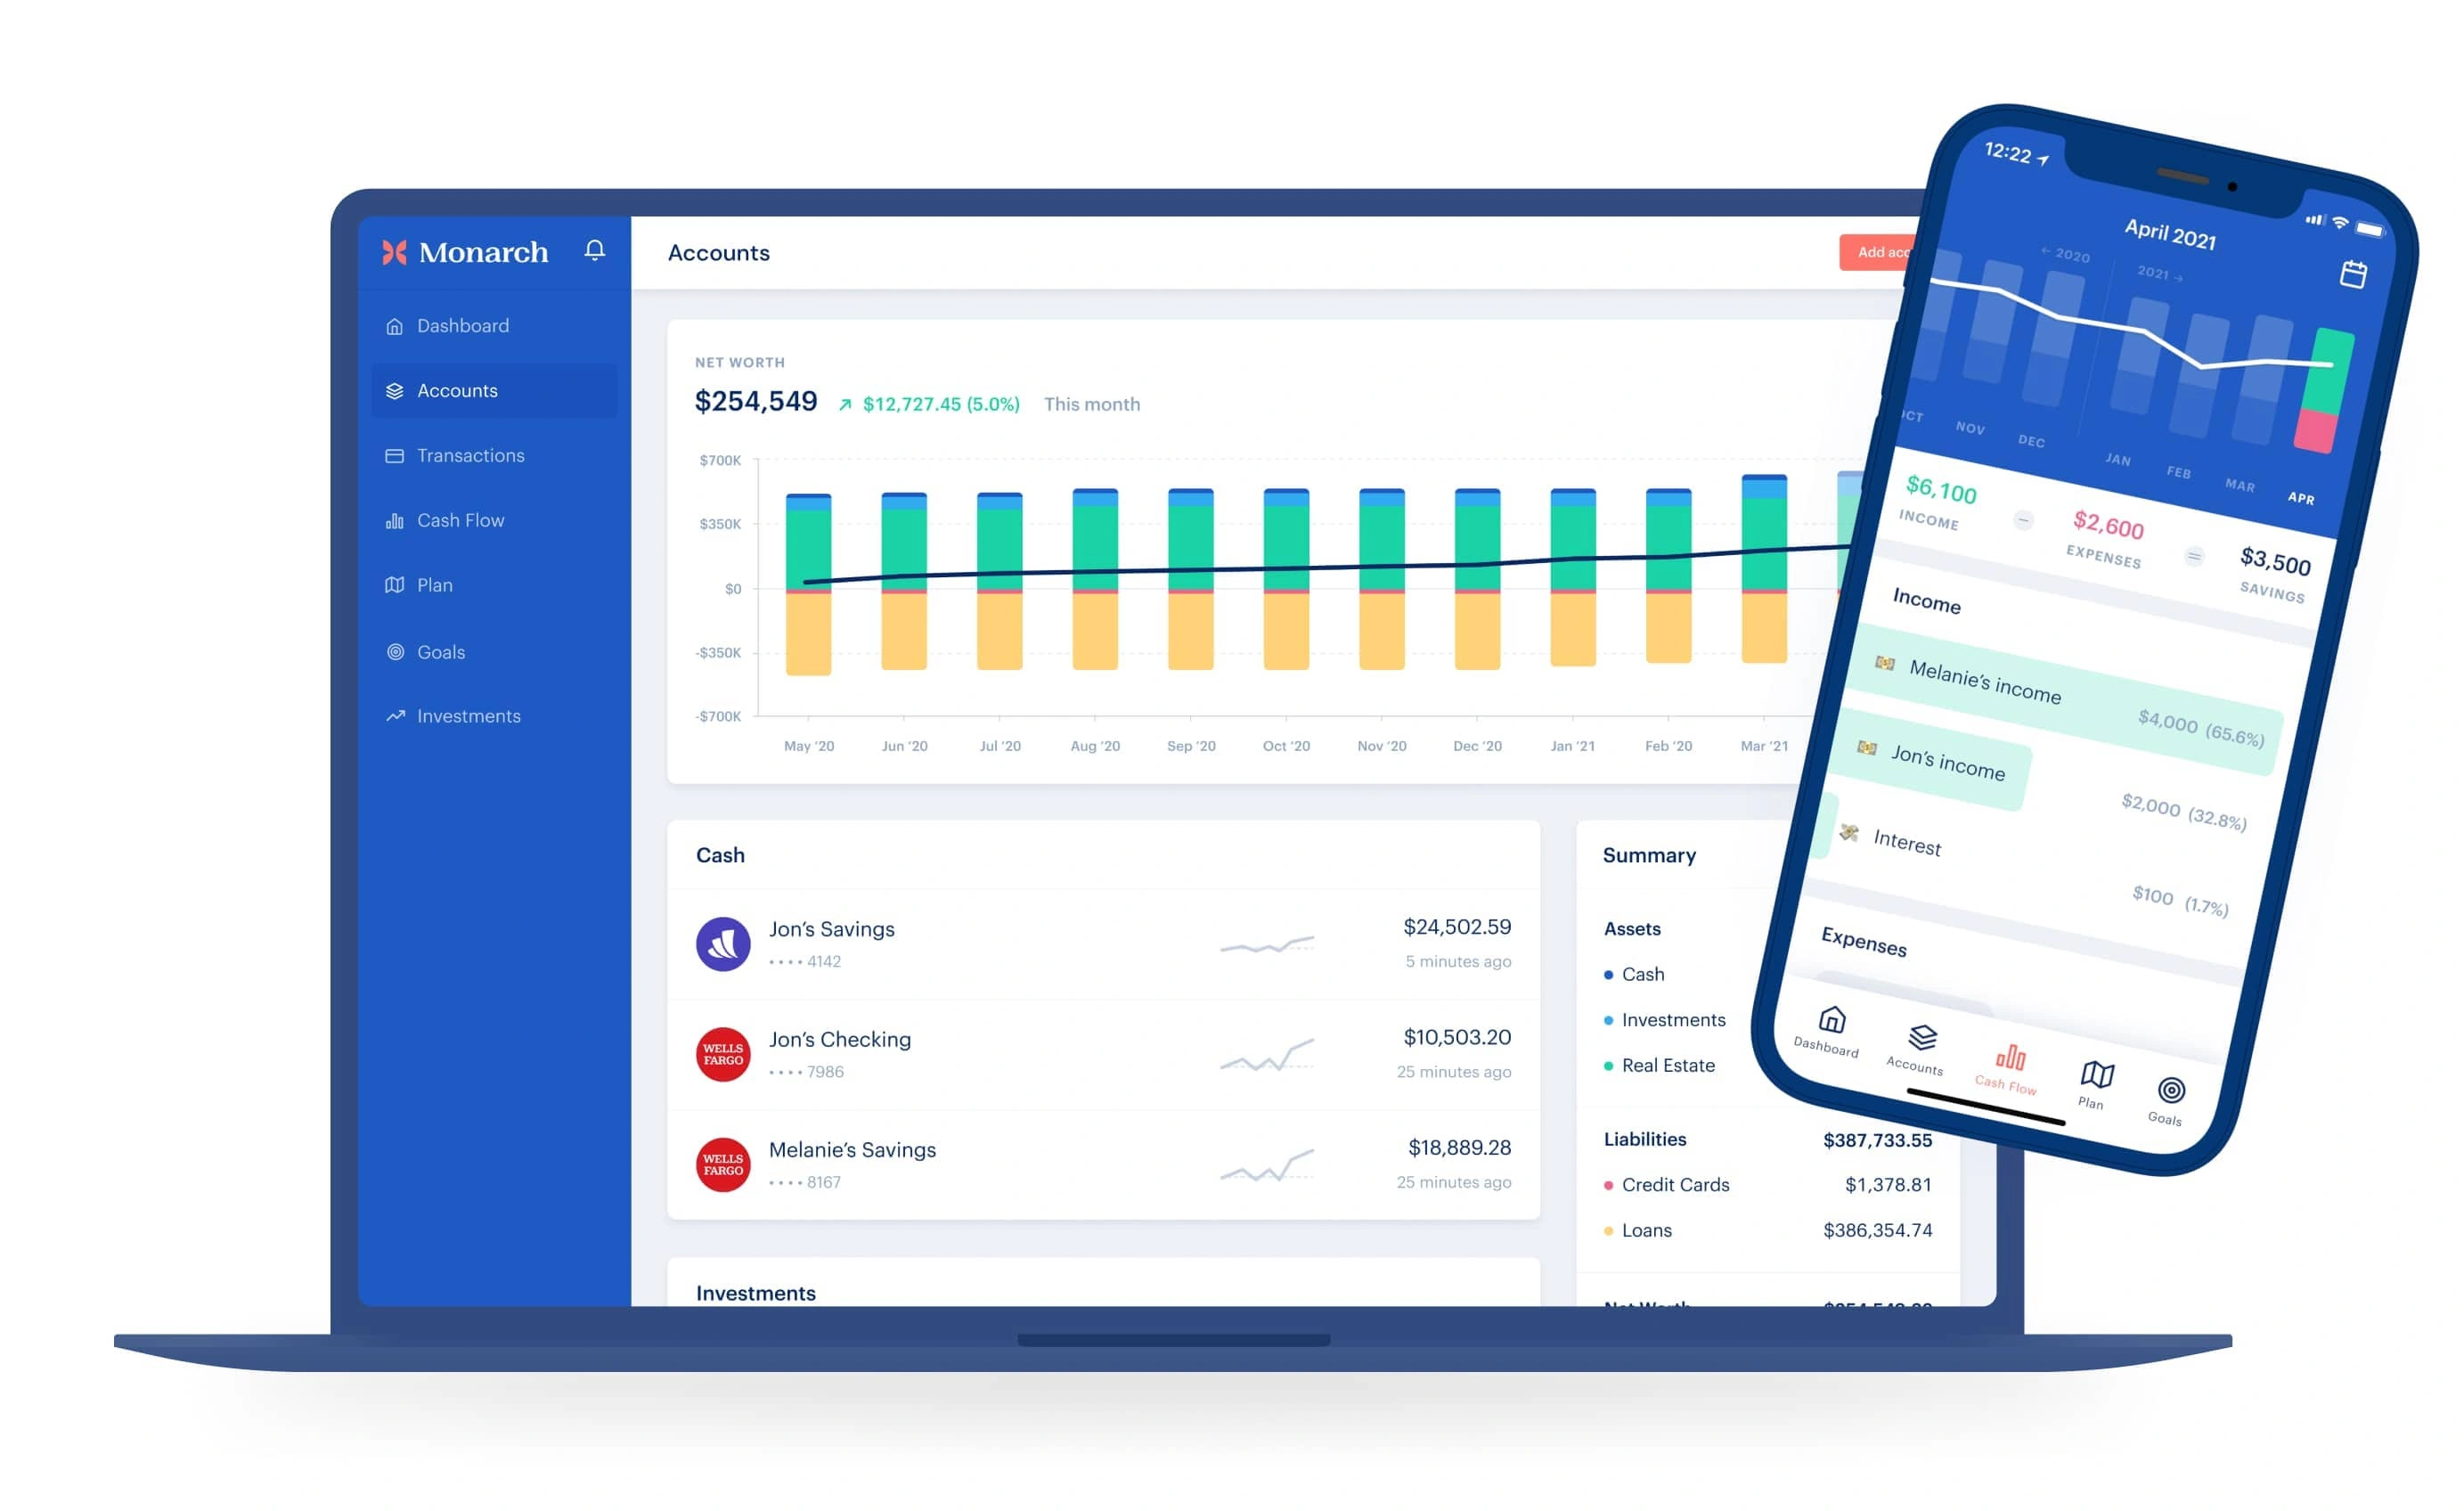 Monarch
Dashboard
Accounts
Transactions
Cash Flow
Plan
Goals
Investments
Accounts
Add
NET WORTH
$254,549 $12,727.45 (5.0%) This month
$700K
$350K
$0
-$350K
-$700K
May '20 Jun '20 Jul '20 Aug '20 Sep '20 Oct '20 Nov '20 Dec '20 Jan '21 Feb '20 Mar '21
Cash
Jon's Savings $24,502.59
•••• 4142 5 minutes ago
WELLS
FARGO
Jon's Checking $10,503.20
•••• 7986 25 minutes ago
WELLS
FARGO
Melanie's Savings $18,889.28
•••• 8167 25 minutes ago
Investments
Summary
Assets
Cash
Investments
Real Estate
Liabilities $387,733.55
Credit Cards $1,378.81
Loans $386,354.74
Net Worth
12:22
April 2021
← 2020 2021 →
NOV DEC JAN FEB MAR APR
$6,100 − $2,600 = $3,500
INCOME EXPENSES SAVINGS
Income
Melanie's income $4,000 (65.6%)
Jon's income $2,000 (32.8%)
Interest $100 (1.7%)
Expenses
Dashboard Accounts Cash Flow Plan Goals